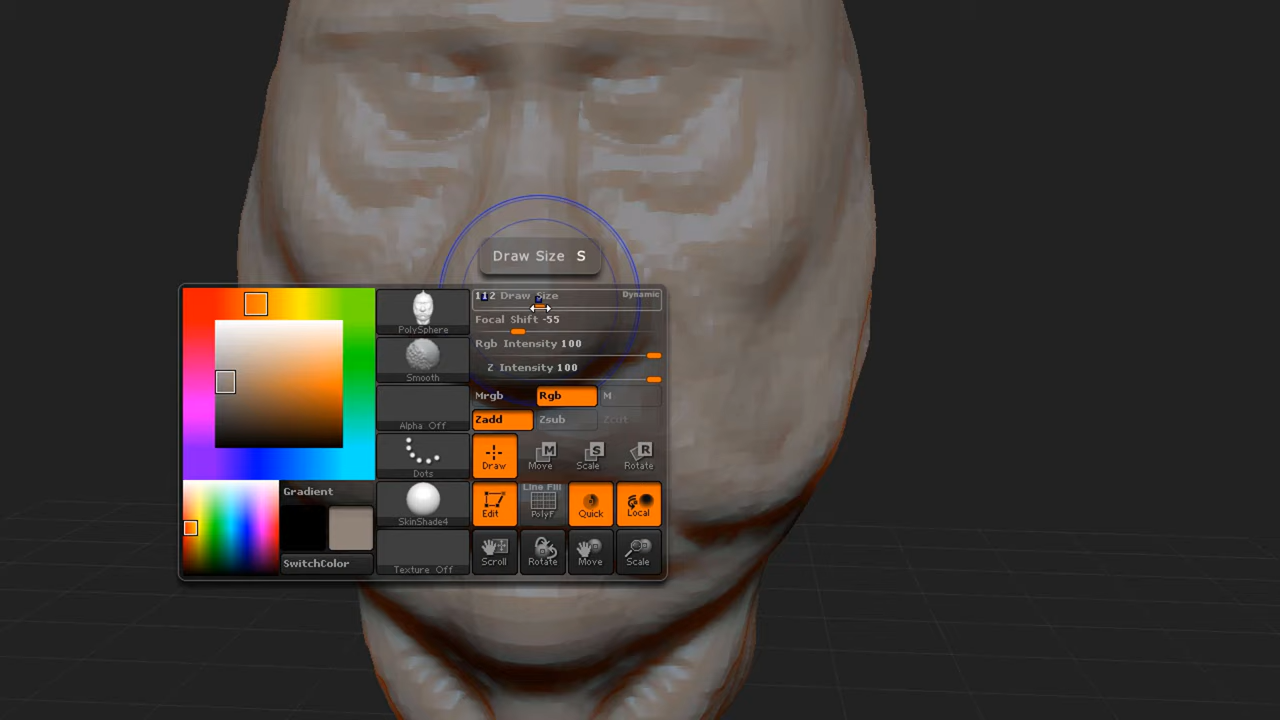 Draw Size S
112 Draw Size Dynamic
Focal Shift -55
Rgb Intensity 100
Z Intensity 100
Mrgb Rgb M
Zadd Zsub Zcut
PolySphere
Smooth
Alpha Off
Dots
SkinShade4
Texture Off
Draw Move Scale Rotate
M S R
Line Fill
Edit PolyF Quick Local
Scroll Rotate Move Scale
Gradient
SwitchColor